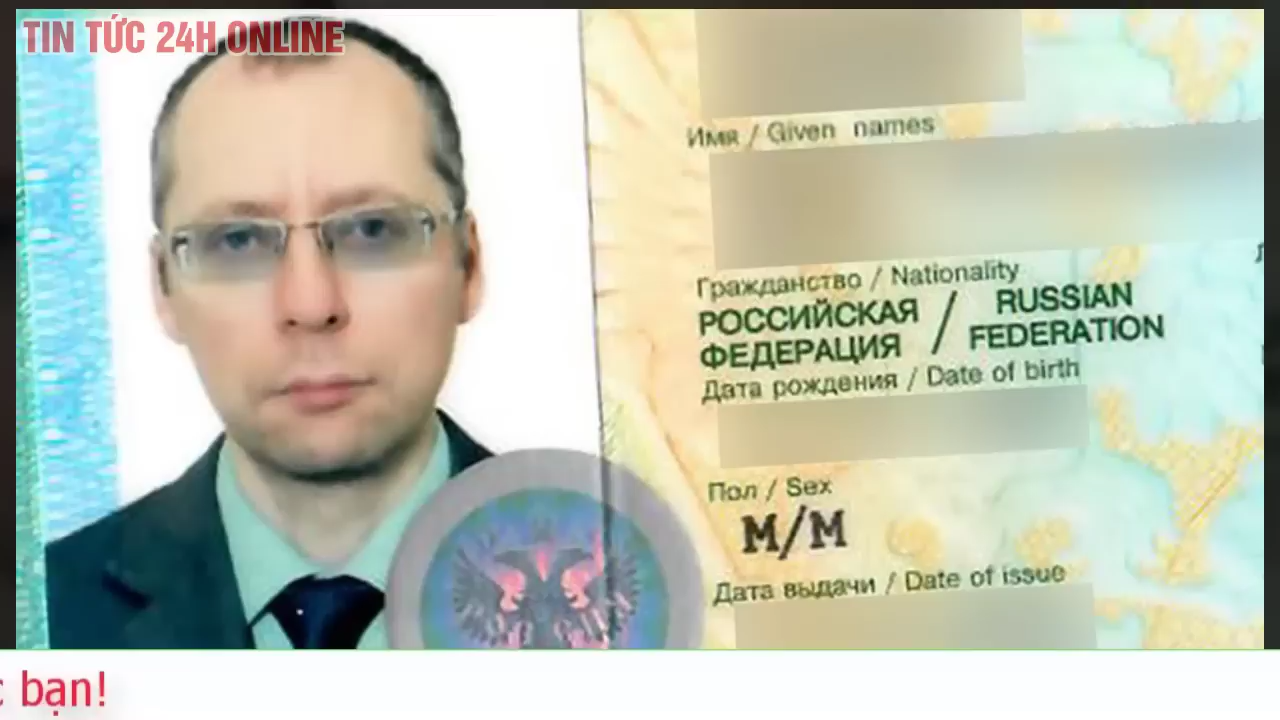 TIN TỨC 24H ONLINE
Имя / Given names
Гражданство / Nationality
РОССИЙСКАЯ / RUSSIAN
ФЕДЕРАЦИЯ FEDERATION
Дата рождения / Date of birth
Пол / Sex
М/M
Дата выдачи / Date of issue
bạn!